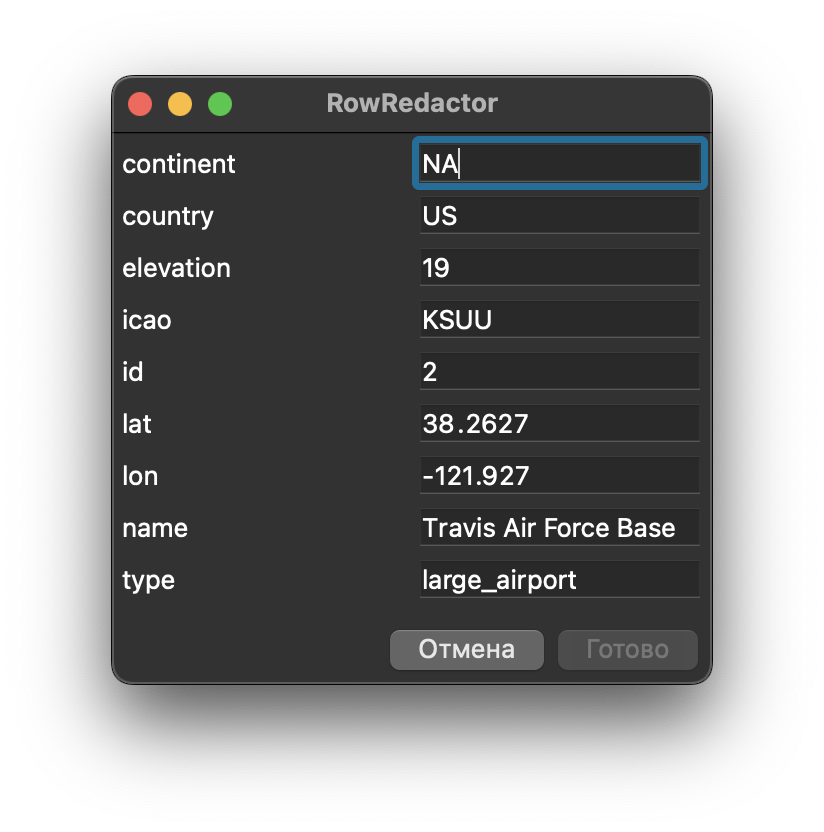 RowRedactor
continent NA
country US
elevation 19
icao KSUU
id 2
lat 38.2627
lon -121.927
name Travis Air Force Base
type large_airport
Отмена Готово